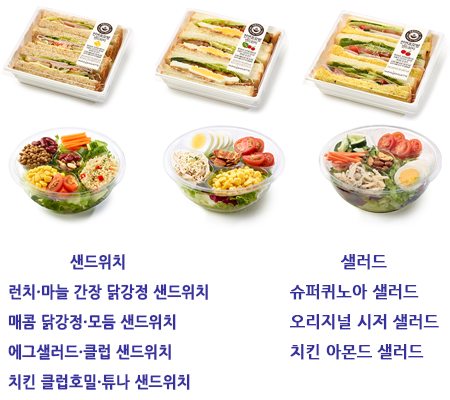 샌드위치
런치·마늘 간장 닭강정 샌드위치
매콤 닭강정·모듬 샌드위치
에그샐러드·클럽 샌드위치
치킨 클럽호밀·튜나 샌드위치
샐러드
슈퍼퀴노아 샐러드
오리지널 시저 샐러드
치킨 아몬드 샐러드